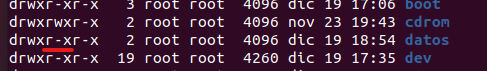 drwxr-xr-x 3 root root 4096 dic 19 17:06 boot
drwxrwxr-x 2 root root 4096 nov 23 19:43 cdrom
drwxr-xr-x 2 root root 4096 dic 19 18:54 datos
drwxr-xr-x 19 root root 4260 dic 19 17:35 dev